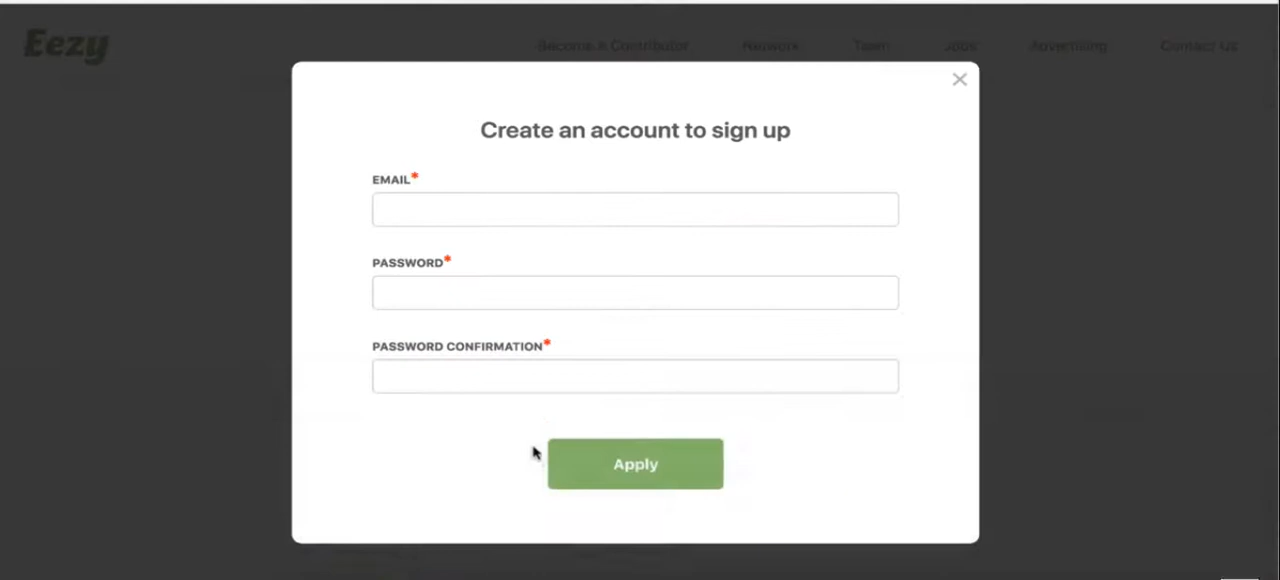 Eezy
Become a Contributor Network Team Jobs Advertising Contact Us
Create an account to sign up
EMAIL*
PASSWORD*
PASSWORD CONFIRMATION*
Apply